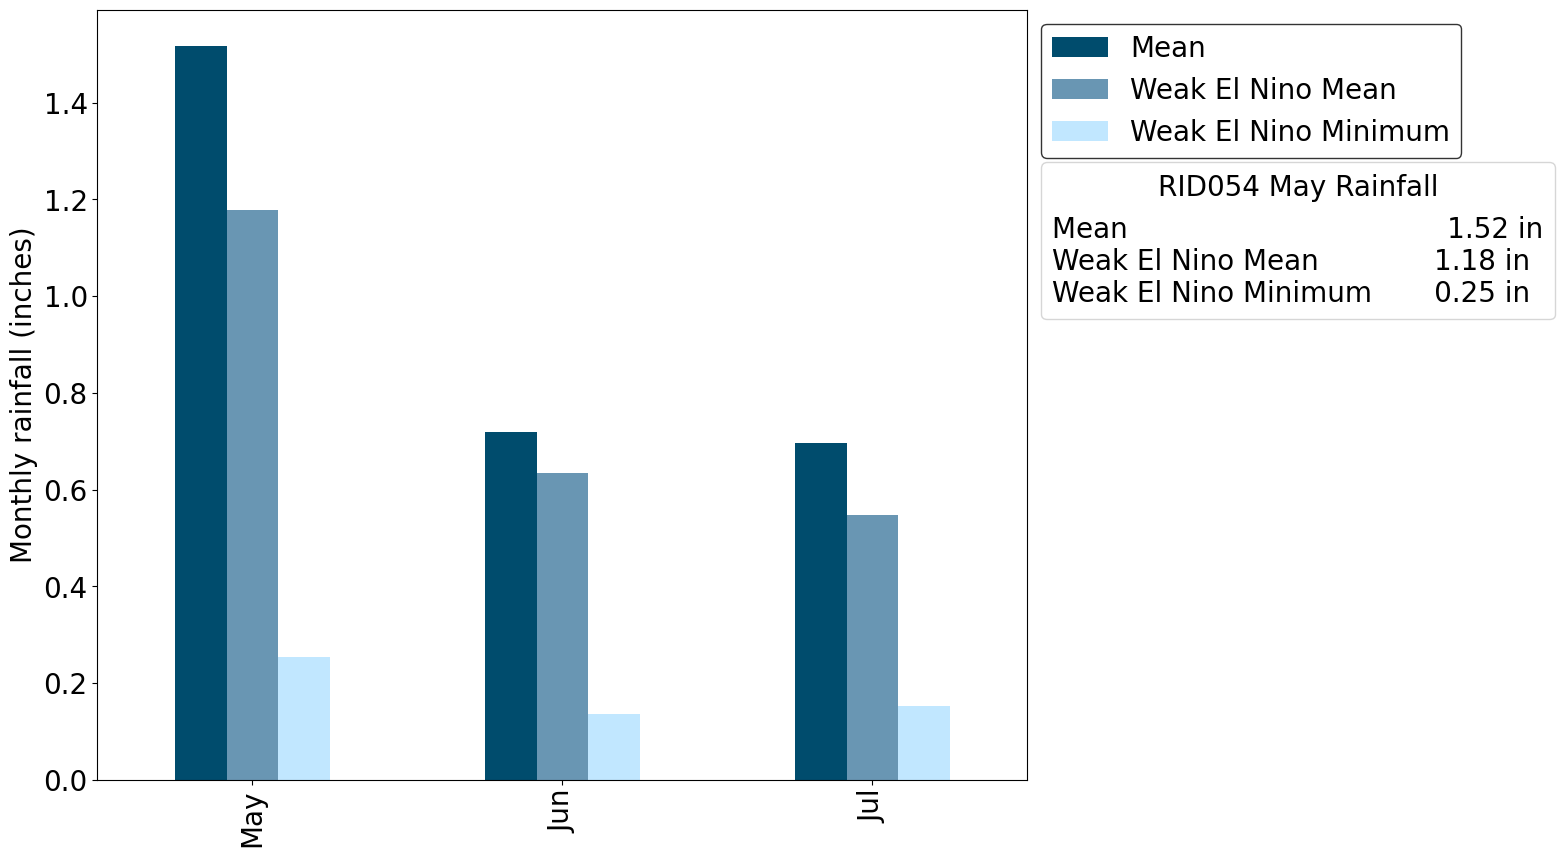 Mean
Weak El Nino Mean
Weak El Nino Minimum
RID054 May Rainfall
Mean 1.52 in
Weak El Nino Mean 1.18 in
Weak El Nino Minimum 0.25 in
Monthly rainfall (inches)
1.4
1.2
1.0
0.8
0.6
0.4
0.2
0.0
May
Jun
Jul